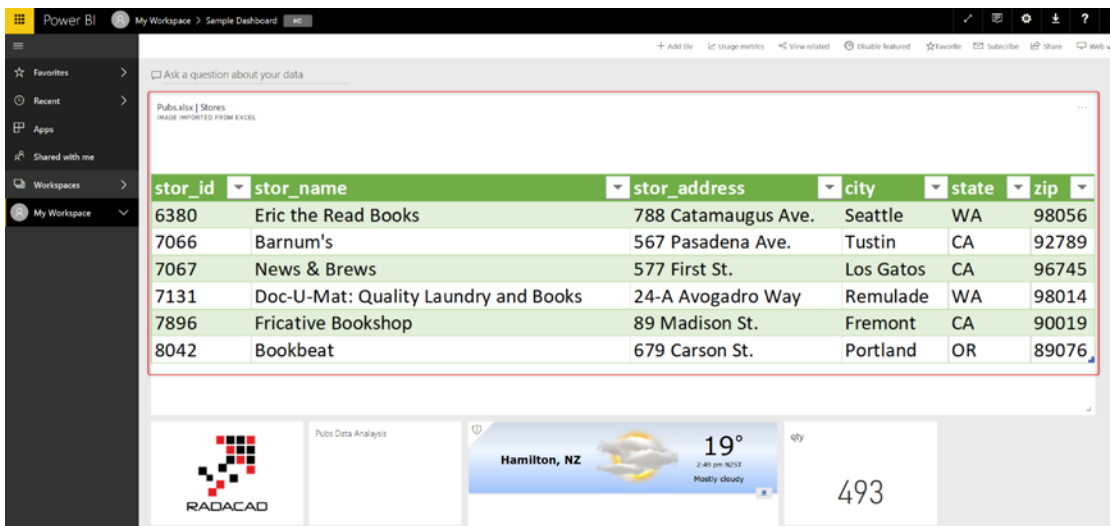 Power BI My Workspace > Sample Dashboard HC ?
+ Add tile Usage metrics View related Disable featured Favorite Subscribe Share Web
Favorites
Recent
Apps
Shared with me
Workspaces
My Workspace
Ask a question about your data
Pubs.xlsx | Stores
IMAGE IMPORTED FROM EXCEL
stor_id stor_name stor_address city state zip
6380 Eric the Read Books 788 Catamaugus Ave. Seattle WA 98056
7066 Barnum's 567 Pasadena Ave. Tustin CA 92789
7067 News & Brews 577 First St. Los Gatos CA 96745
7131 Doc-U-Mat: Quality Laundry and Books 24-A Avogadro Way Remulade WA 98014
7896 Fricative Bookshop 89 Madison St. Fremont CA 90019
8042 Bookbeat 679 Carson St. Portland OR 89076
RADACAD
Pubs Data Analaysis
Hamilton, NZ
19°
2:49 pm NZST
Mostly cloudy
qty
493